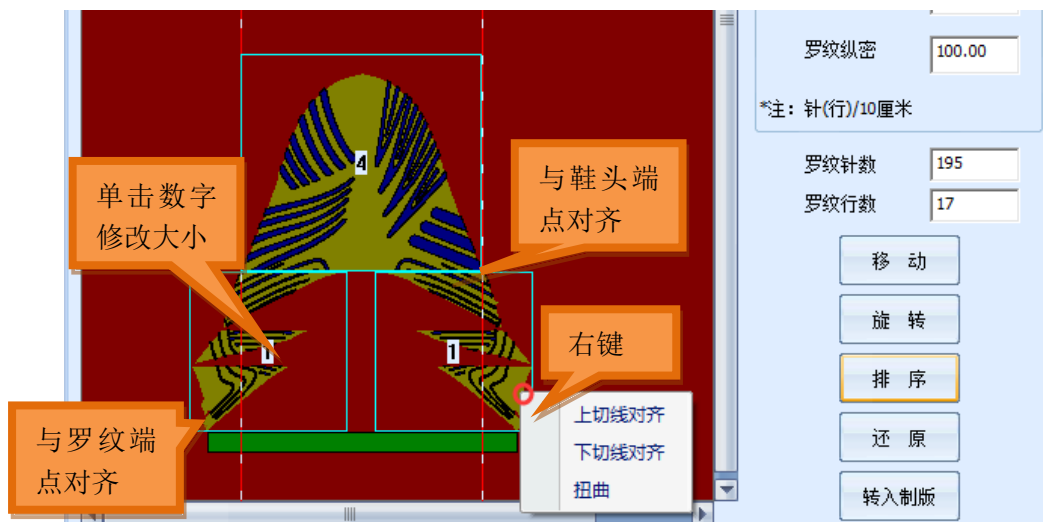 罗纹纵密
100.00
*注: 针(行)/10厘米
4
单击数字
修改大小
与鞋头端
点对齐
罗纹针数
195
罗纹行数
17
移 动
旋 转
1
1
右键
排 序
上切线对齐
下切线对齐
扭曲
与罗纹端
点对齐
还 原
转入制版